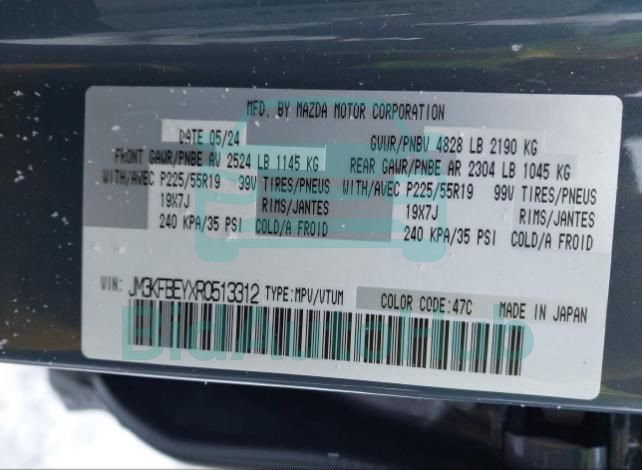 MFD. BY MAZDA MOTOR CORPORATION
DATE 05/24 GVWR/PNBV 4828 LB 2190 KG
FRONT GAWR/PNBE AV 2524 LB 1145 KG REAR GAWR/PNBE AR 2304 LB 1045 KG
WITH/AVEC P225/55R19 99V TIRES/PNEUS WITH/AVEC P225/55R19 99V TIRES/PNEUS
19X7J RIMS/JANTES 19X7J RIMS/JANTES
240 KPA/35 PSI COLD/A FROID 240 KPA/35 PSI COLD/A FROID
VIN: JM3KFBEYXR0513312 TYPE:MPV/VTUM COLOR CODE:47C MADE IN JAPAN
BidAutoHub